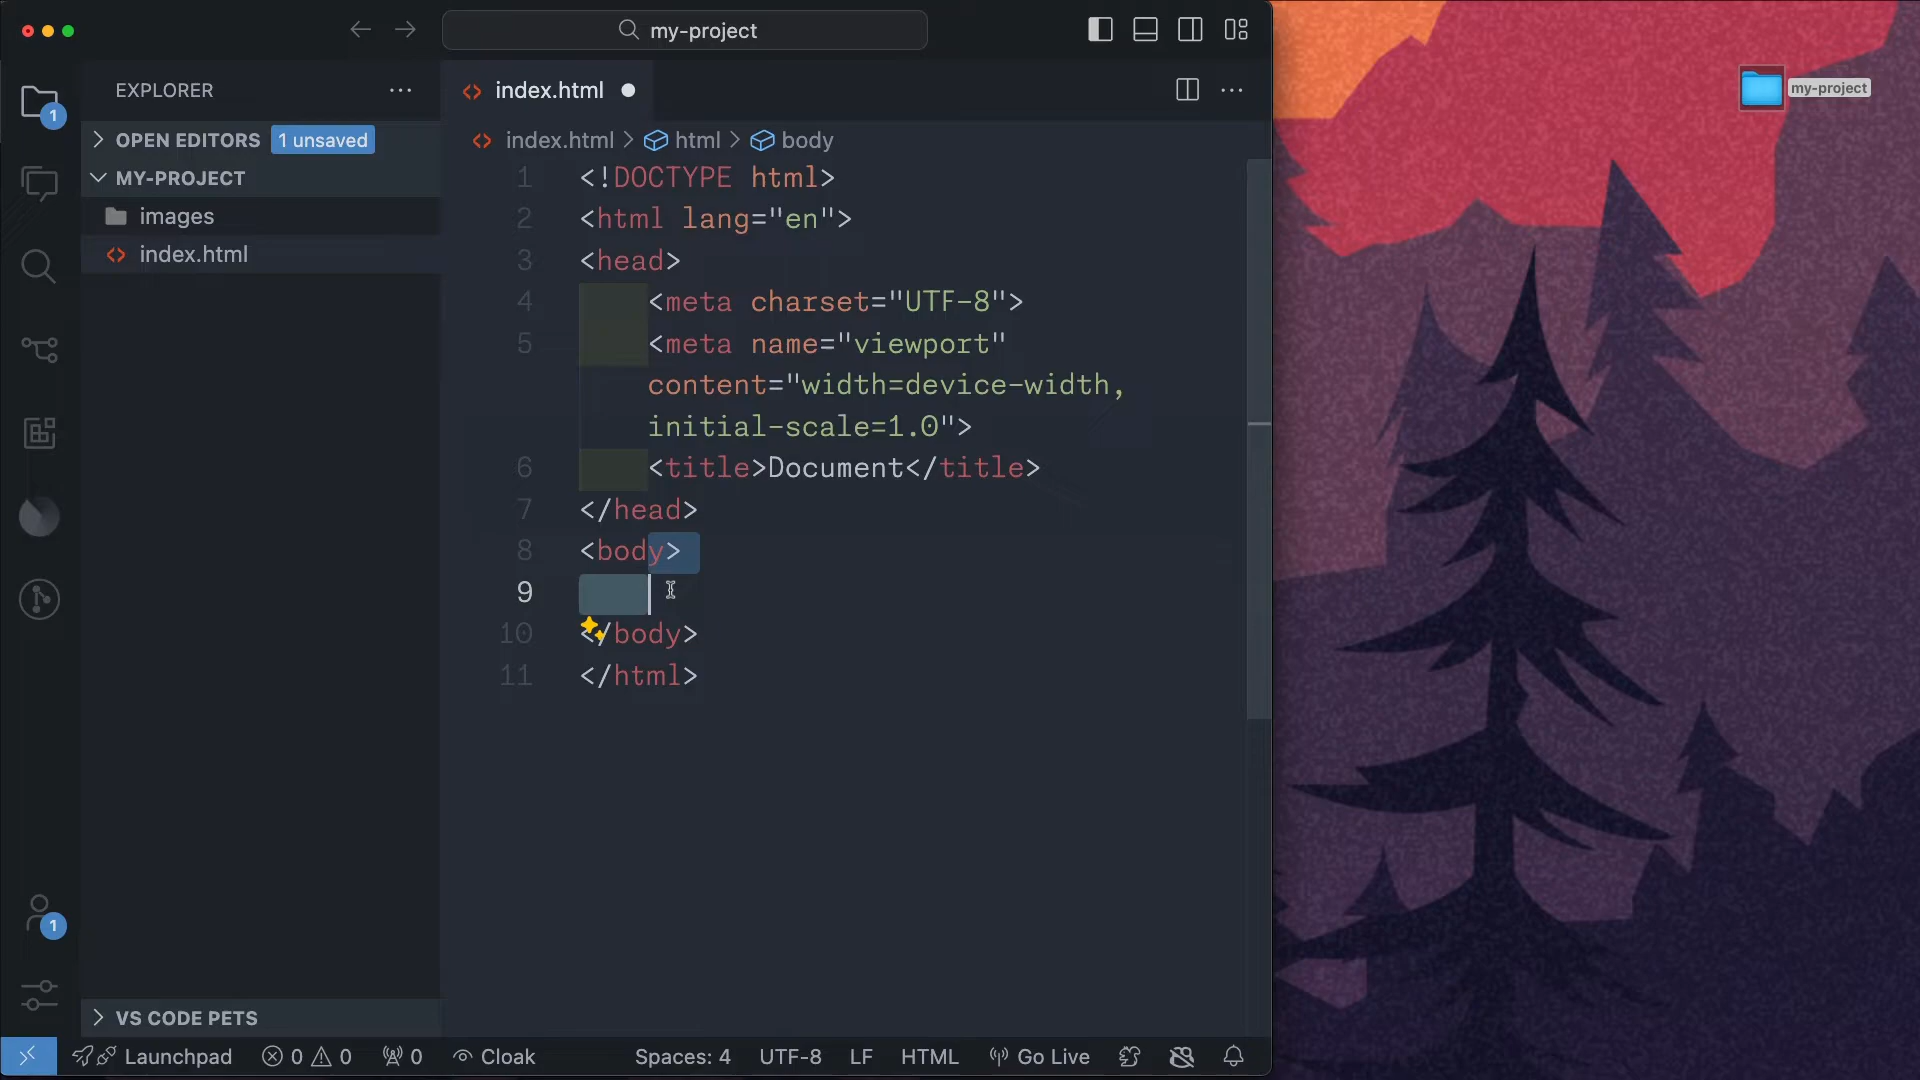 my-project
EXPLORER
index.html
OPEN EDITORS 1 unsaved
MY-PROJECT
images
index.html
index.html > html > body
1 <!DOCTYPE html>
2 <html lang="en">
3 <head>
4 <meta charset="UTF-8">
5 <meta name="viewport"
content="width=device-width,
initial-scale=1.0">
6 <title>Document</title>
7 </head>
8 <body>
9
10 </body>
11 </html>
1
1
VS CODE PETS
Launchpad 0 0 0 Cloak Spaces: 4 UTF-8 LF HTML Go Live
my-project